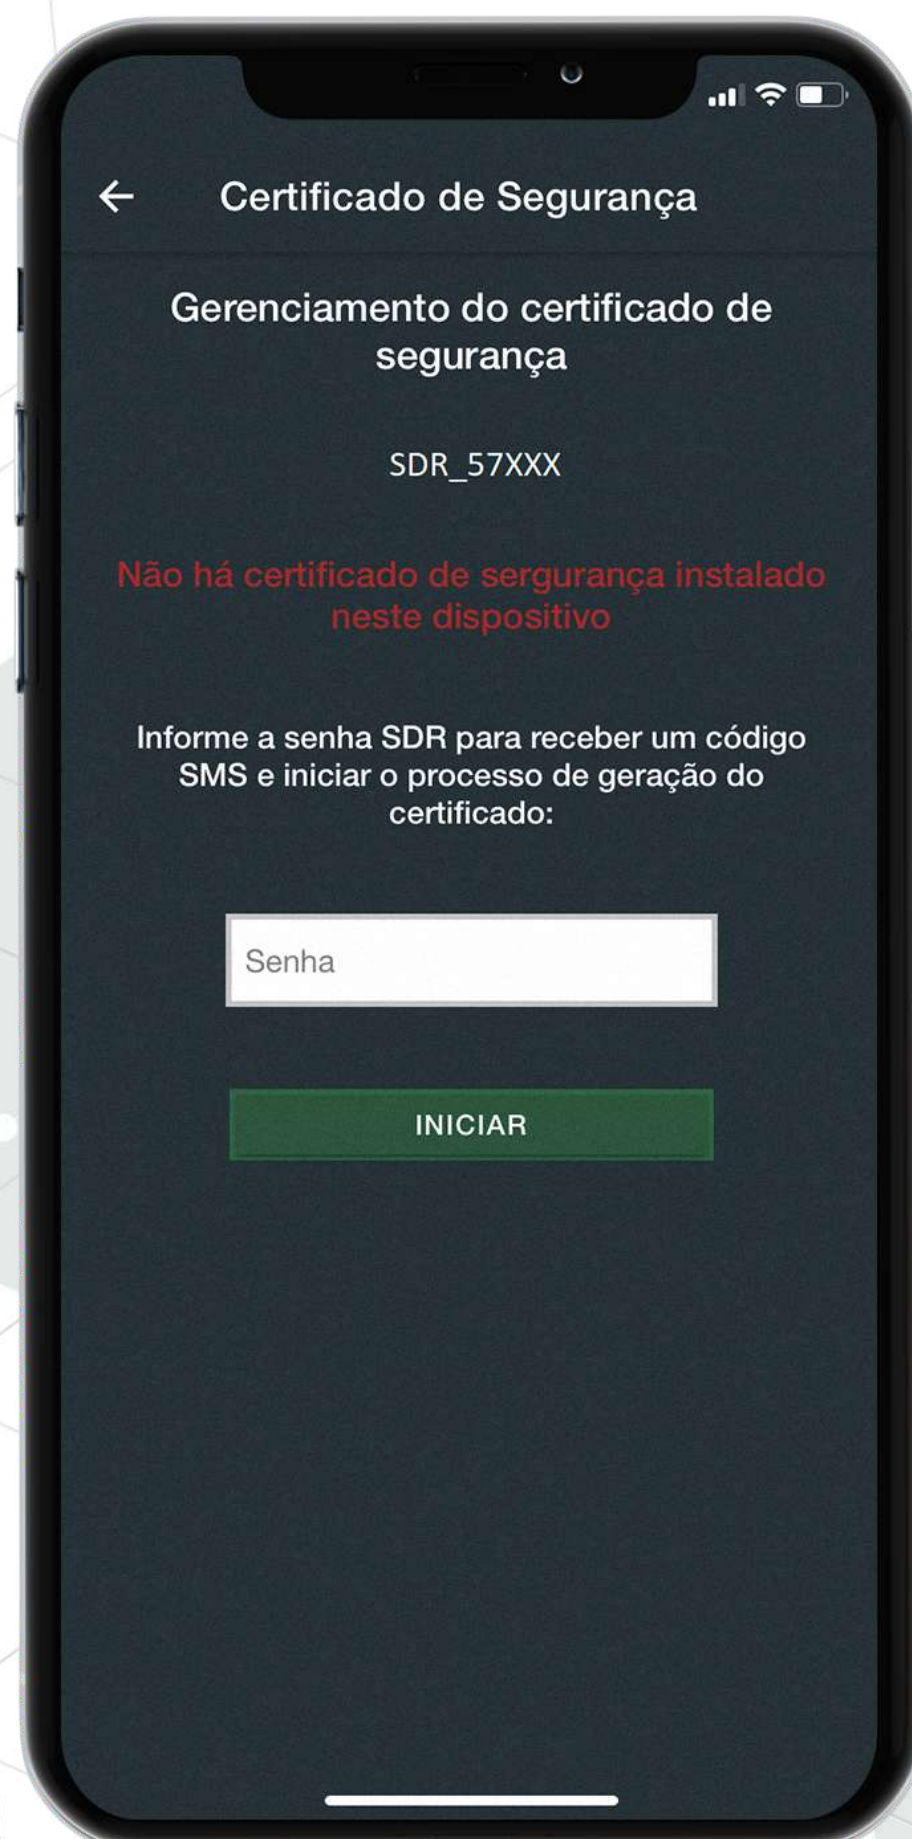 Certificado de Segurança
Gerenciamento do certificado de
segurança
SDR_57XXX
Não há certificado de sergurança instalado
neste dispositivo
Informe a senha SDR para receber um código
SMS e iniciar o processo de geração do
certificado:
Senha
INICIAR